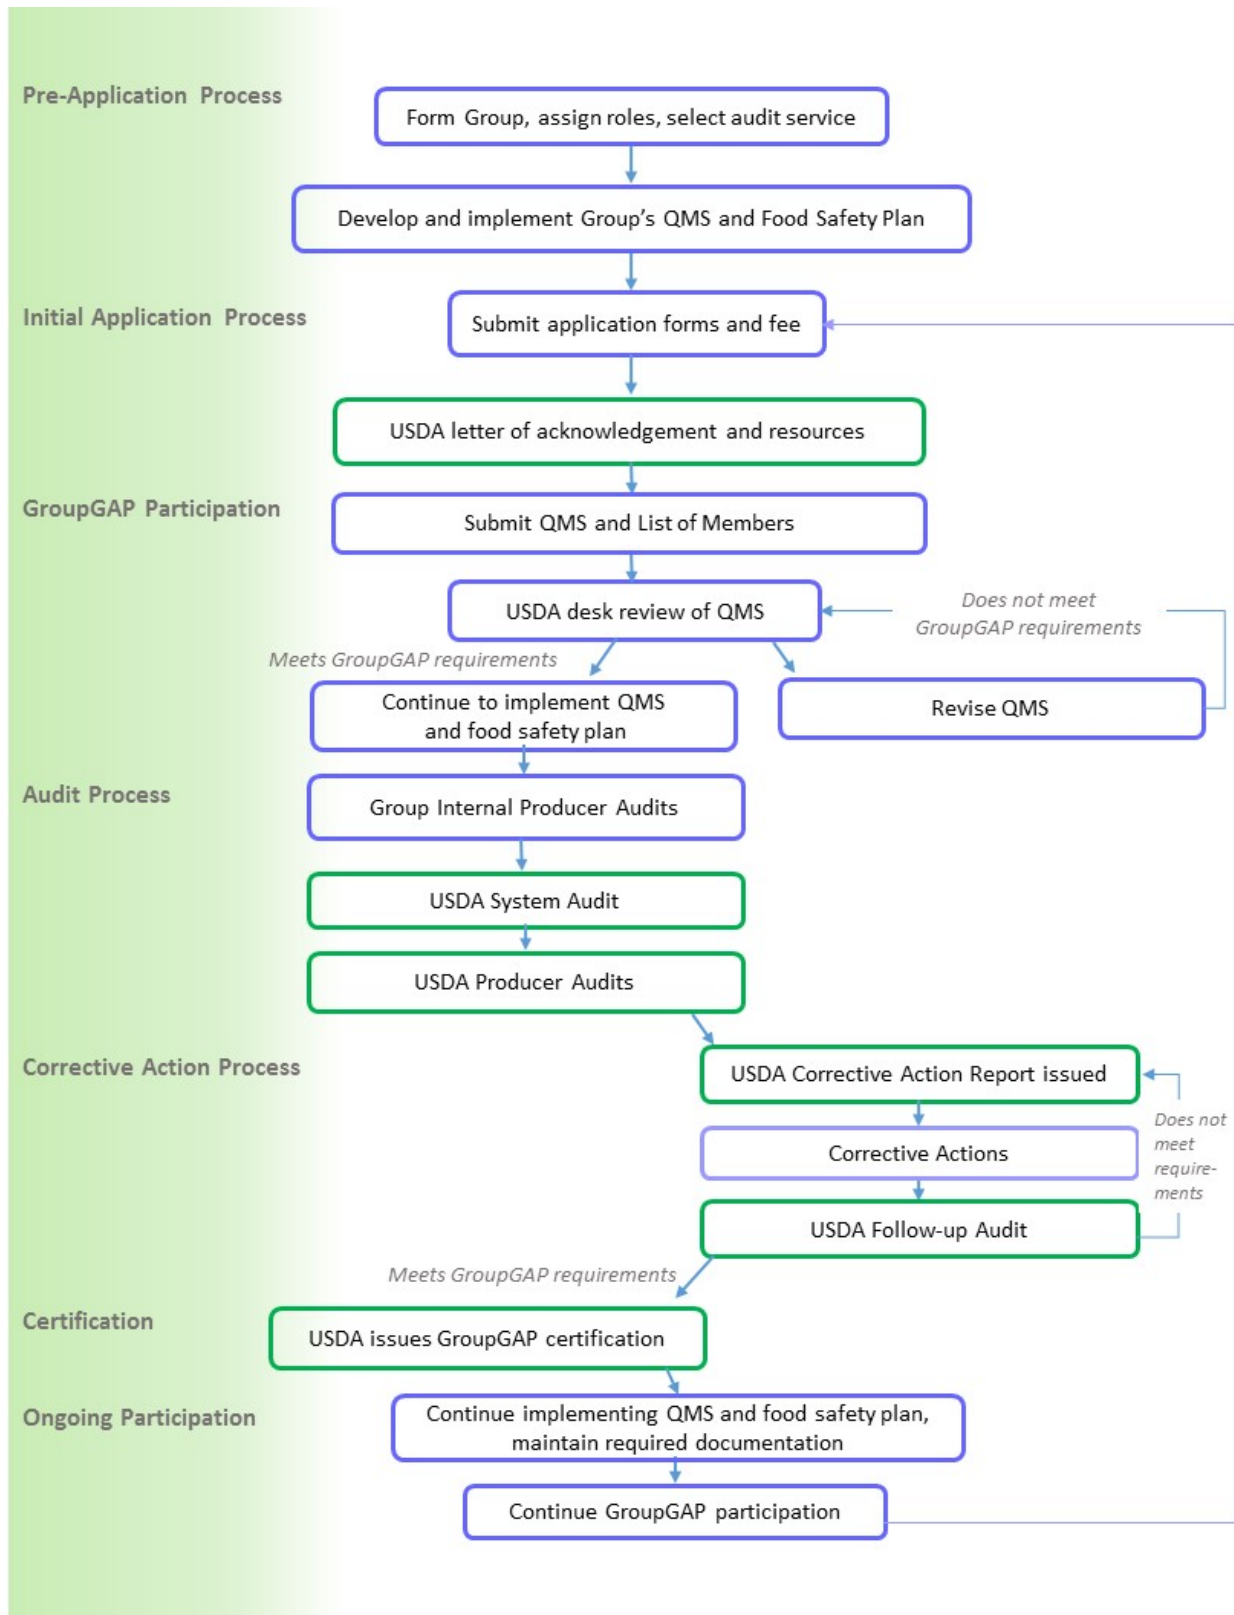 Pre-Application Process
Form Group, assign roles, select audit service
Develop and implement Group's QMS and Food Safety Plan
Initial Application Process
Submit application forms and fee
USDA letter of acknowledgement and resources
GroupGAP Participation
Submit QMS and List of Members
USDA desk review of QMS
Does not meet
GroupGAP requirements
Meets GroupGAP requirements
Continue to implement QMS
and food safety plan
Revise QMS
Audit Process
Group Internal Producer Audits
USDA System Audit
USDA Producer Audits
Corrective Action Process
USDA Corrective Action Report issued
Does not
meet
require-
ments
Corrective Actions
USDA Follow-up Audit
Meets GroupGAP requirements
Certification
USDA issues GroupGAP certification
Ongoing Participation
Continue implementing QMS and food safety plan,
maintain required documentation
Continue GroupGAP participation